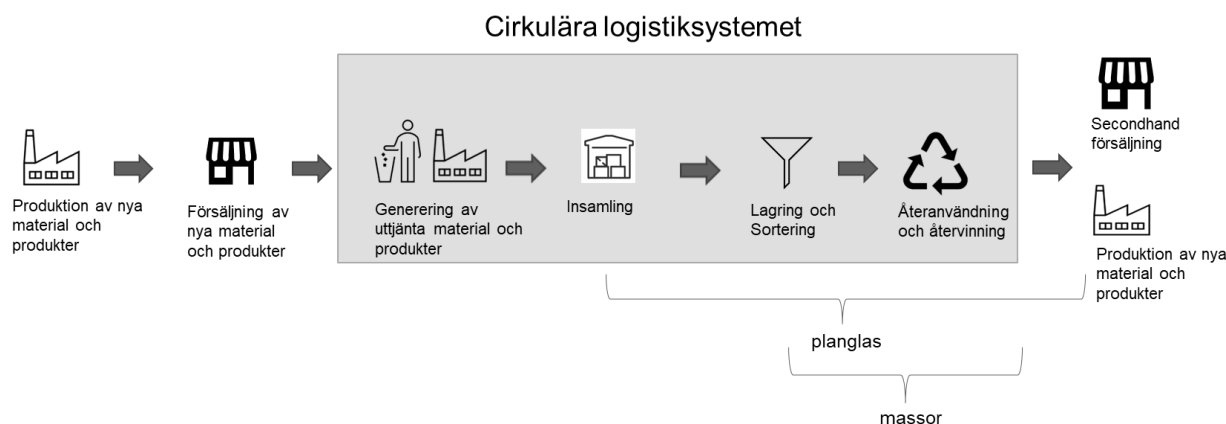 Cirkulära logistiksystemet
Produktion av nya
material och
produkter
Försäljning av
nya material
och produkter
Generering av
uttjänta material och
produkter
Insamling
Lagring och
Sortering
Återanvändning
och återvinning
Secondhand
försäljning
Produktion av nya
material och
produkter
planglas
massor